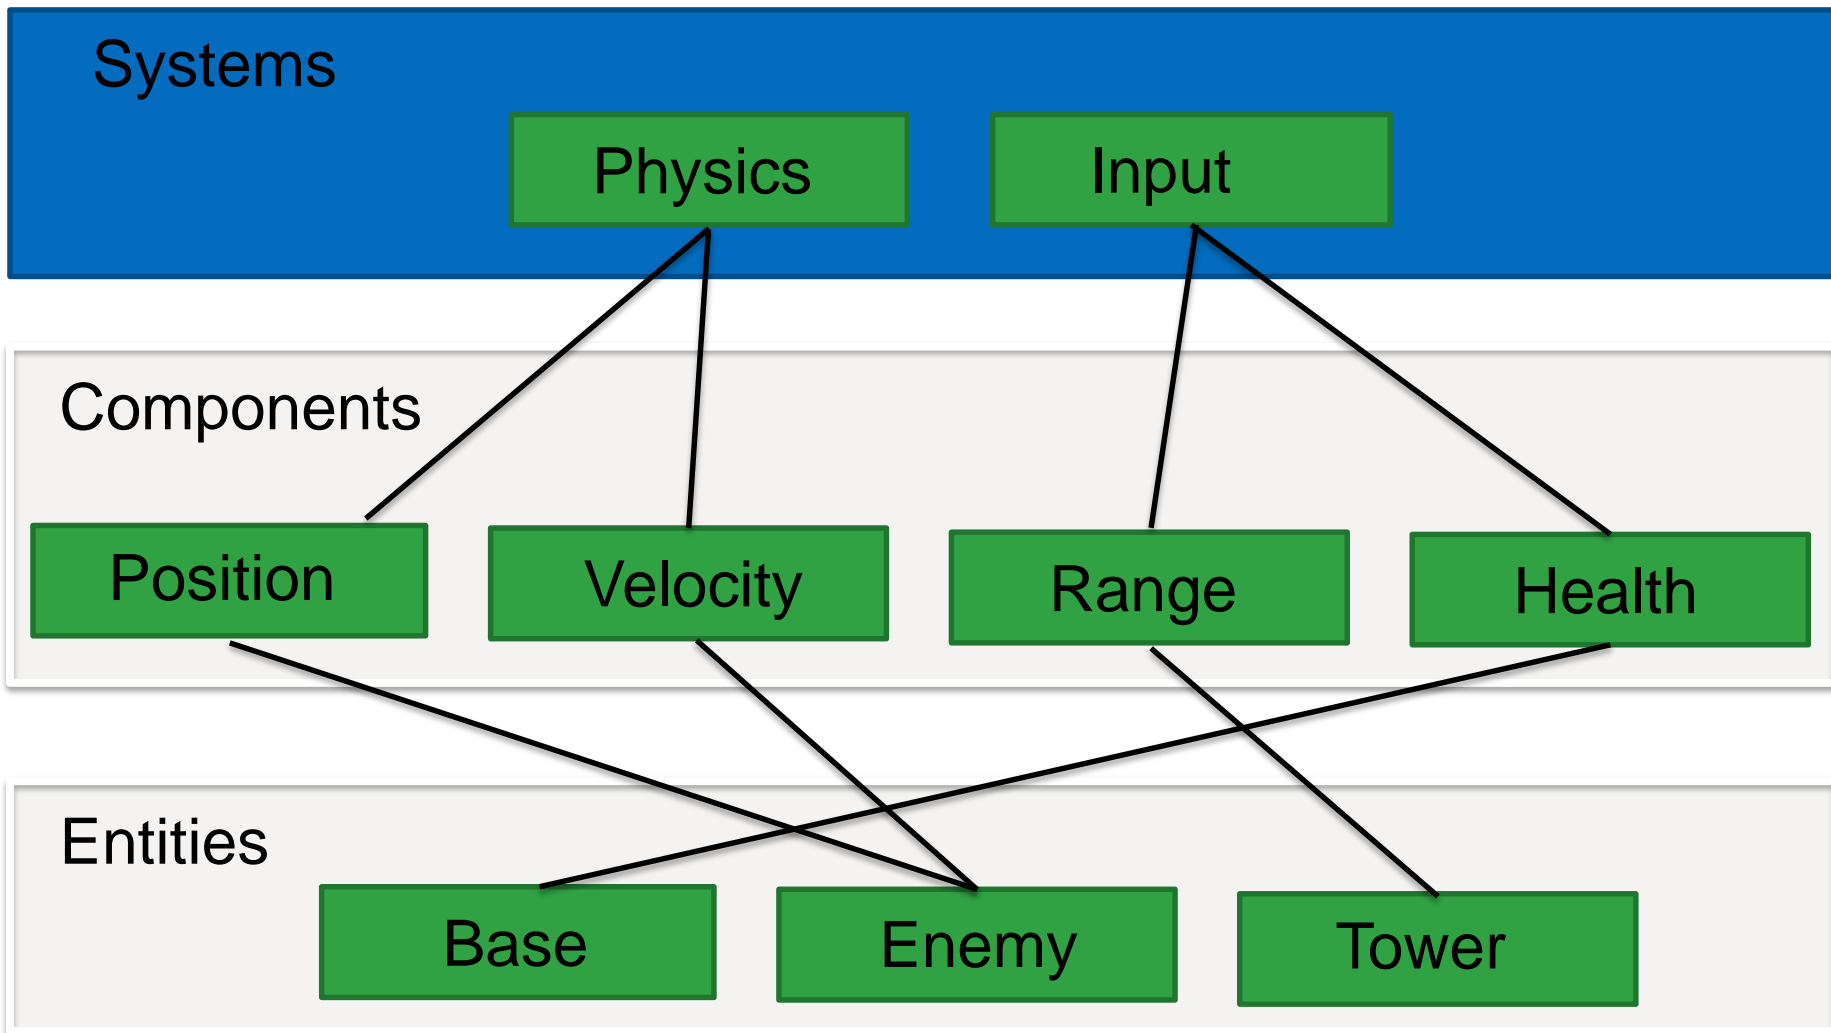 Systems
Physics
Input
Components
Position
Velocity
Range
Health
Entities
Base
Enemy
Tower